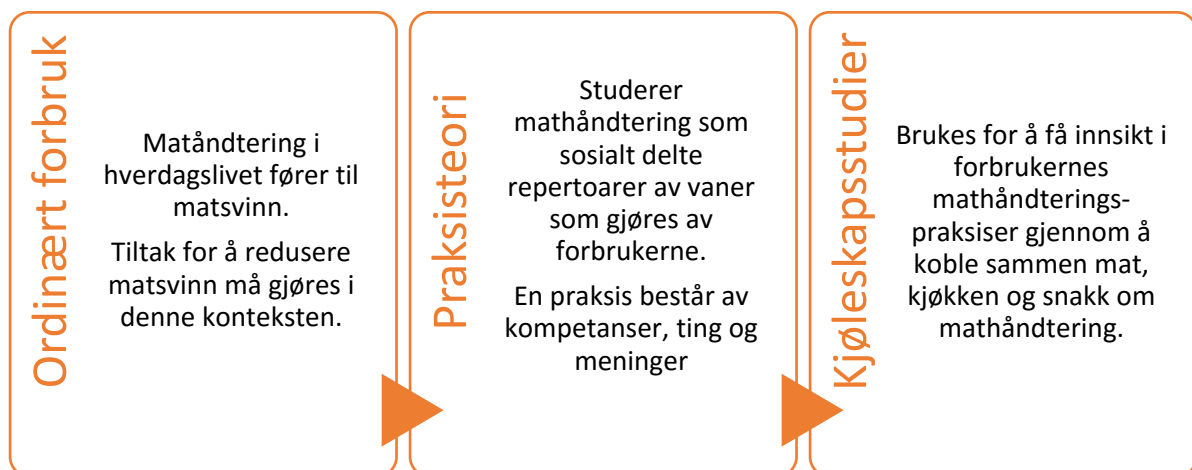 Ordinært forbruk
Matåndtering i
hverdagslivet fører til
matsvinn.
Tiltak for å redusere
matsvinn må gjøres i
denne konteksten.
Praksisteori
Studerer
mathåndtering som
sosialt delte
repertoarer av vaner
som gjøres av
forbrukerne.
En praksis består av
kompetanser, ting og
meninger
Kjøleskapsstudier
Brukes for å få innsikt i
forbrukernes
mathåndterings-
praksiser gjennom å
koble sammen mat,
kjøkken og snakk om
mathåndtering.